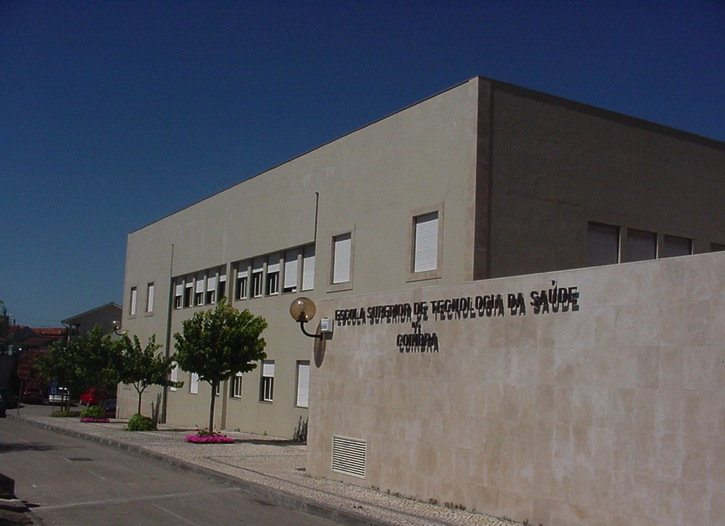 ESCOLA SUPERIOR DE TECNOLOGIA DA SAÚDE
DE
COIMBRA